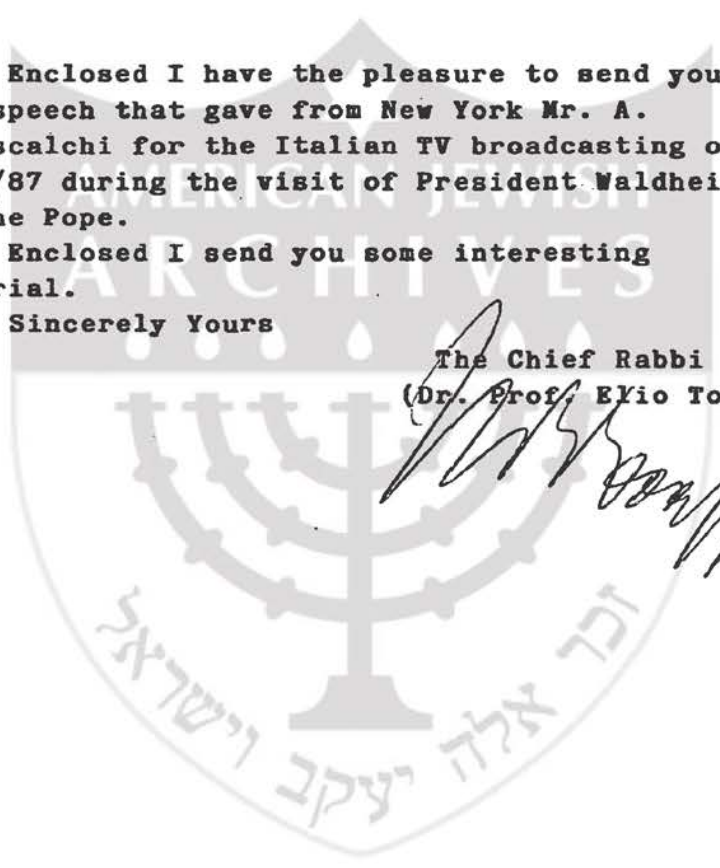 Enclosed I have the pleasure to send you
speech that gave from New York Mr. A.
scalchi for the Italian TV broadcasting o
/87 during the visit of President Waldhei
he Pope.
Enclosed I send you some interesting
rial.
Sincerely Yours
The Chief Rabbi
(Dr. Prof. Elio To
AMERICAN JEWISH
ARCHIVES
זכר אלה יעקב וישראל